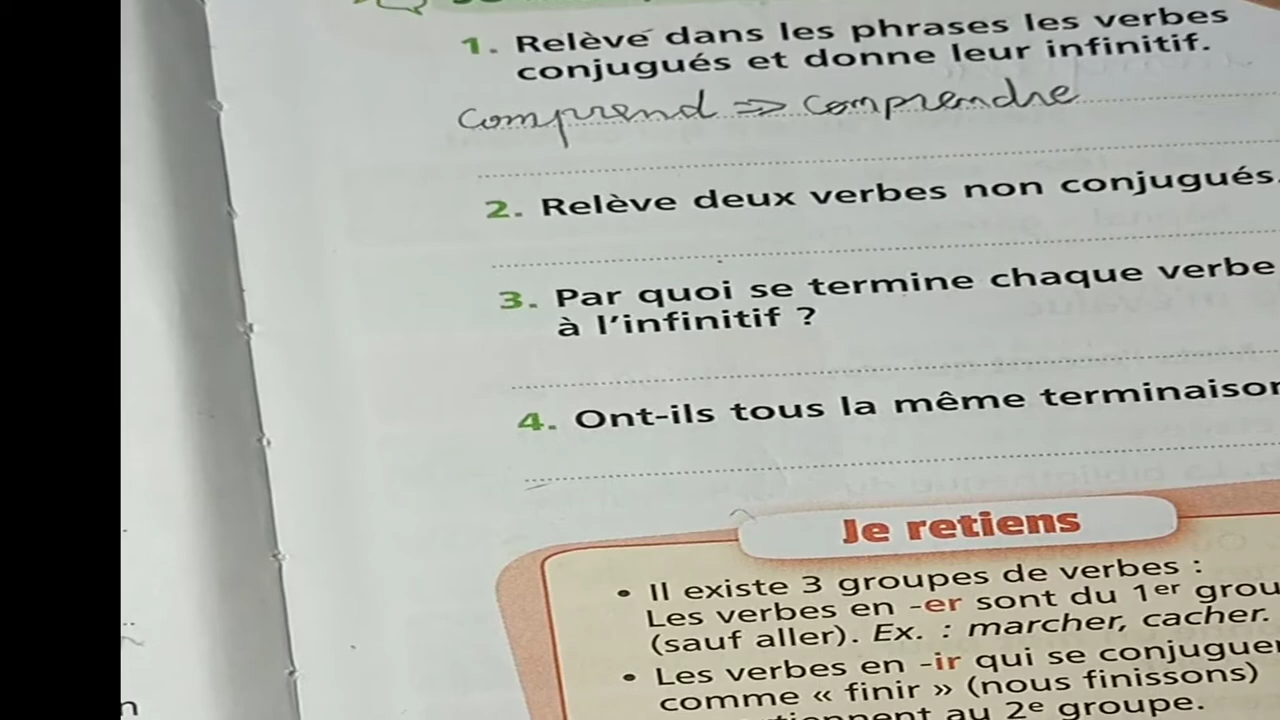 1. Relève dans les phrases les verbes
conjugués et donne leur infinitif.
comprend => comprendre
2. Relève deux verbes non conjugués.
3. Par quoi se termine chaque verbe
à l'infinitif ?
4. Ont-ils tous la même terminaison
Je retiens
• Il existe 3 groupes de verbes :
Les verbes en -er sont du 1er grou
(sauf aller). Ex. : marcher, cacher.
• Les verbes en -ir qui se conjuguen
comme « finir » (nous finissons)
au 2e groupe.
n